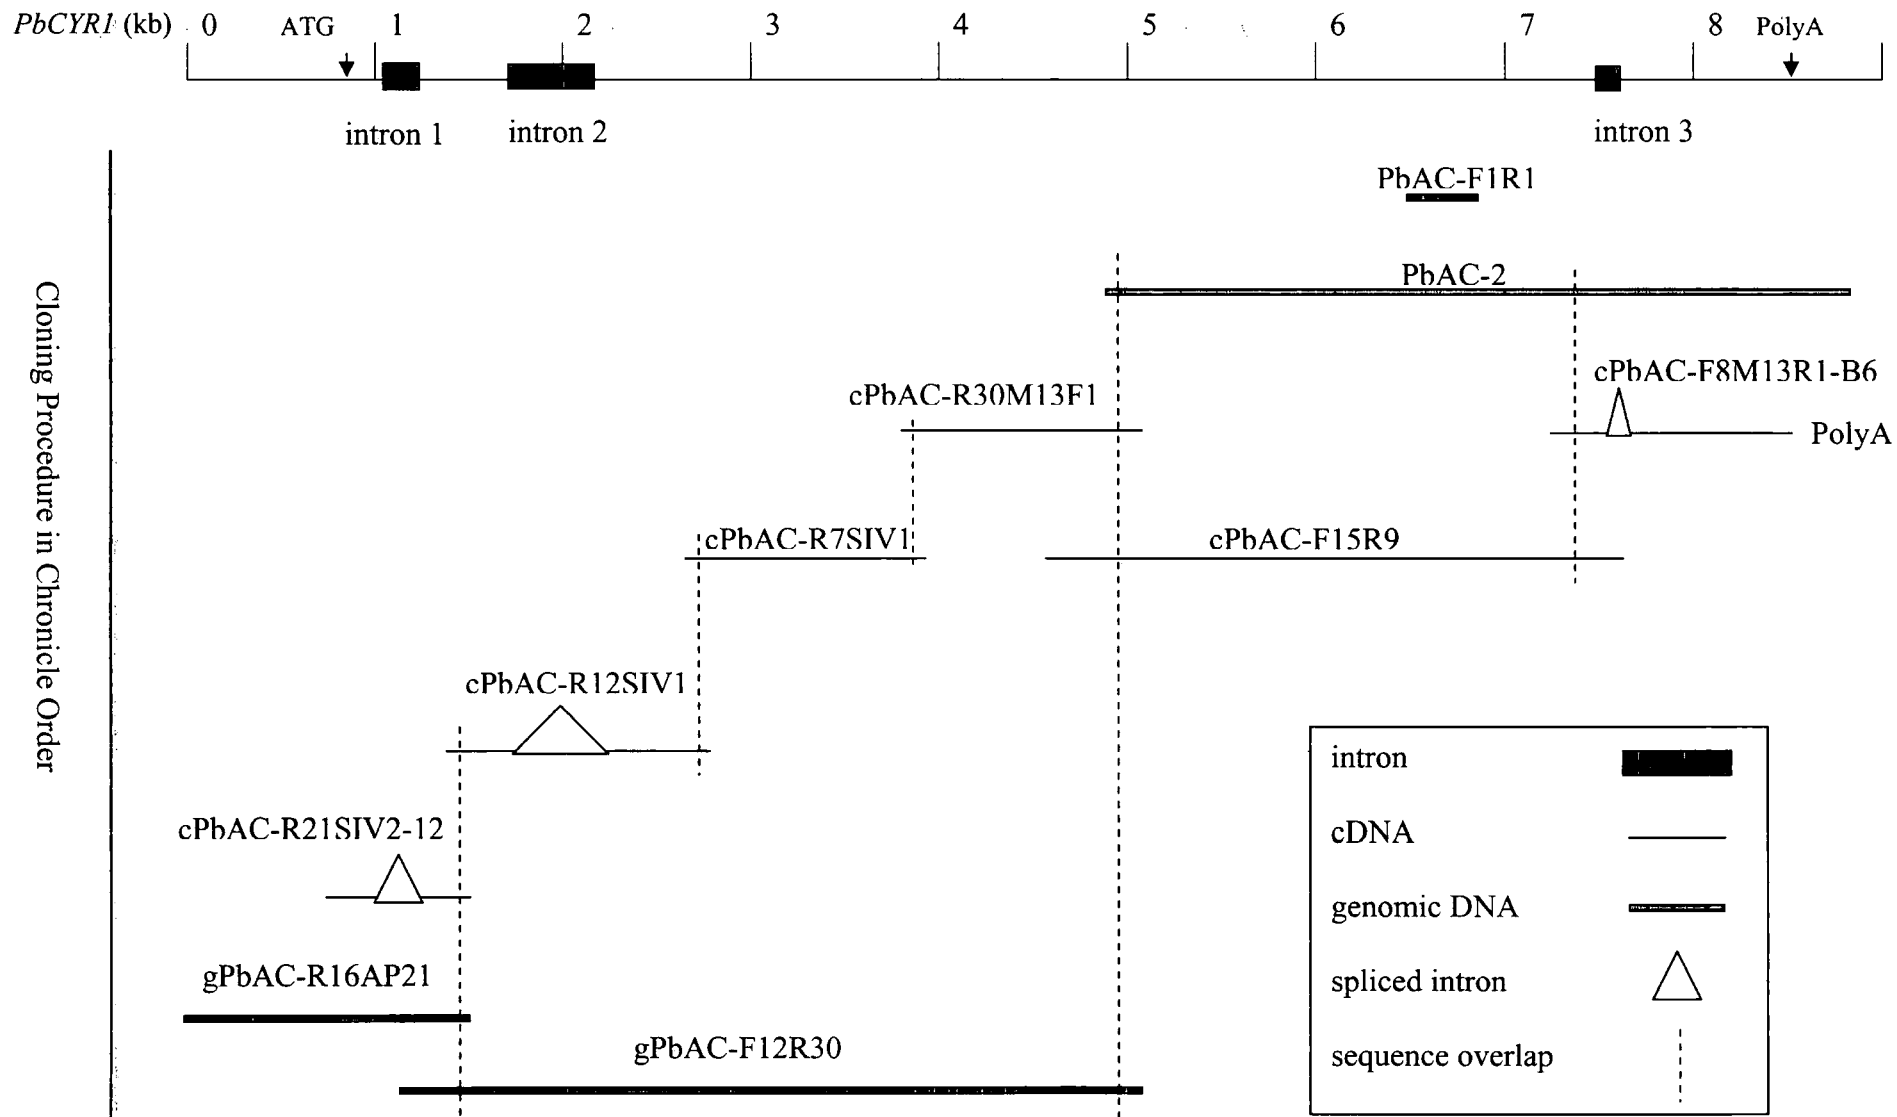 PbCYR1 (kb) 0 ATG 1 2 3 4 5 6 7 8 PolyA
intron 1 intron 2 intron 3
PbAC-F1R1
PbAC-2
cPbAC-F8M13R1-B6
cPbAC-R30M13F1
PolyA
cPbAC-R7SIV1 cPbAC-F15R9
cPbAC-R12SIV1
cPbAC-R21SIV2-12
gPbAC-R16AP21
gPbAC-F12R30
Cloning Procedure in Chronicle Order
intron
cDNA
genomic DNA
spliced intron
sequence overlap